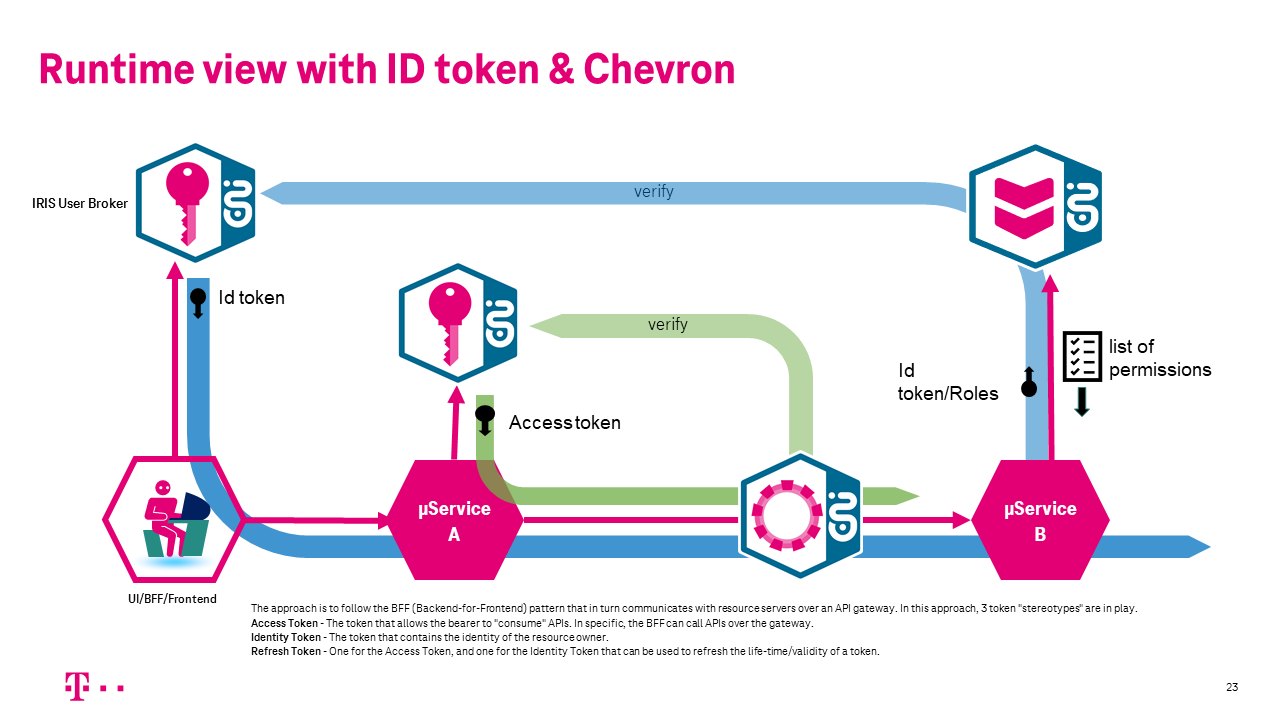 Runtime view with ID token & Chevron
IRIS User Broker
verify
Id token
verify
list of
permissions
Id
token/Roles
Access token
µService
A
µService
B
UI/BFF/Frontend
The approach is to follow the BFF (Backend-for-Frontend) pattern that in turn communicates with resource servers over an API gateway. In this approach, 3 token "stereotypes" are in play.
Access Token - The token that allows the bearer to "consume" APIs. In specific, the BFF can call APIs over the gateway.
Identity Token - The token that contains the identity of the resource owner.
Refresh Token - One for the Access Token, and one for the Identity Token that can be used to refresh the life-time/validity of a token.
T
23